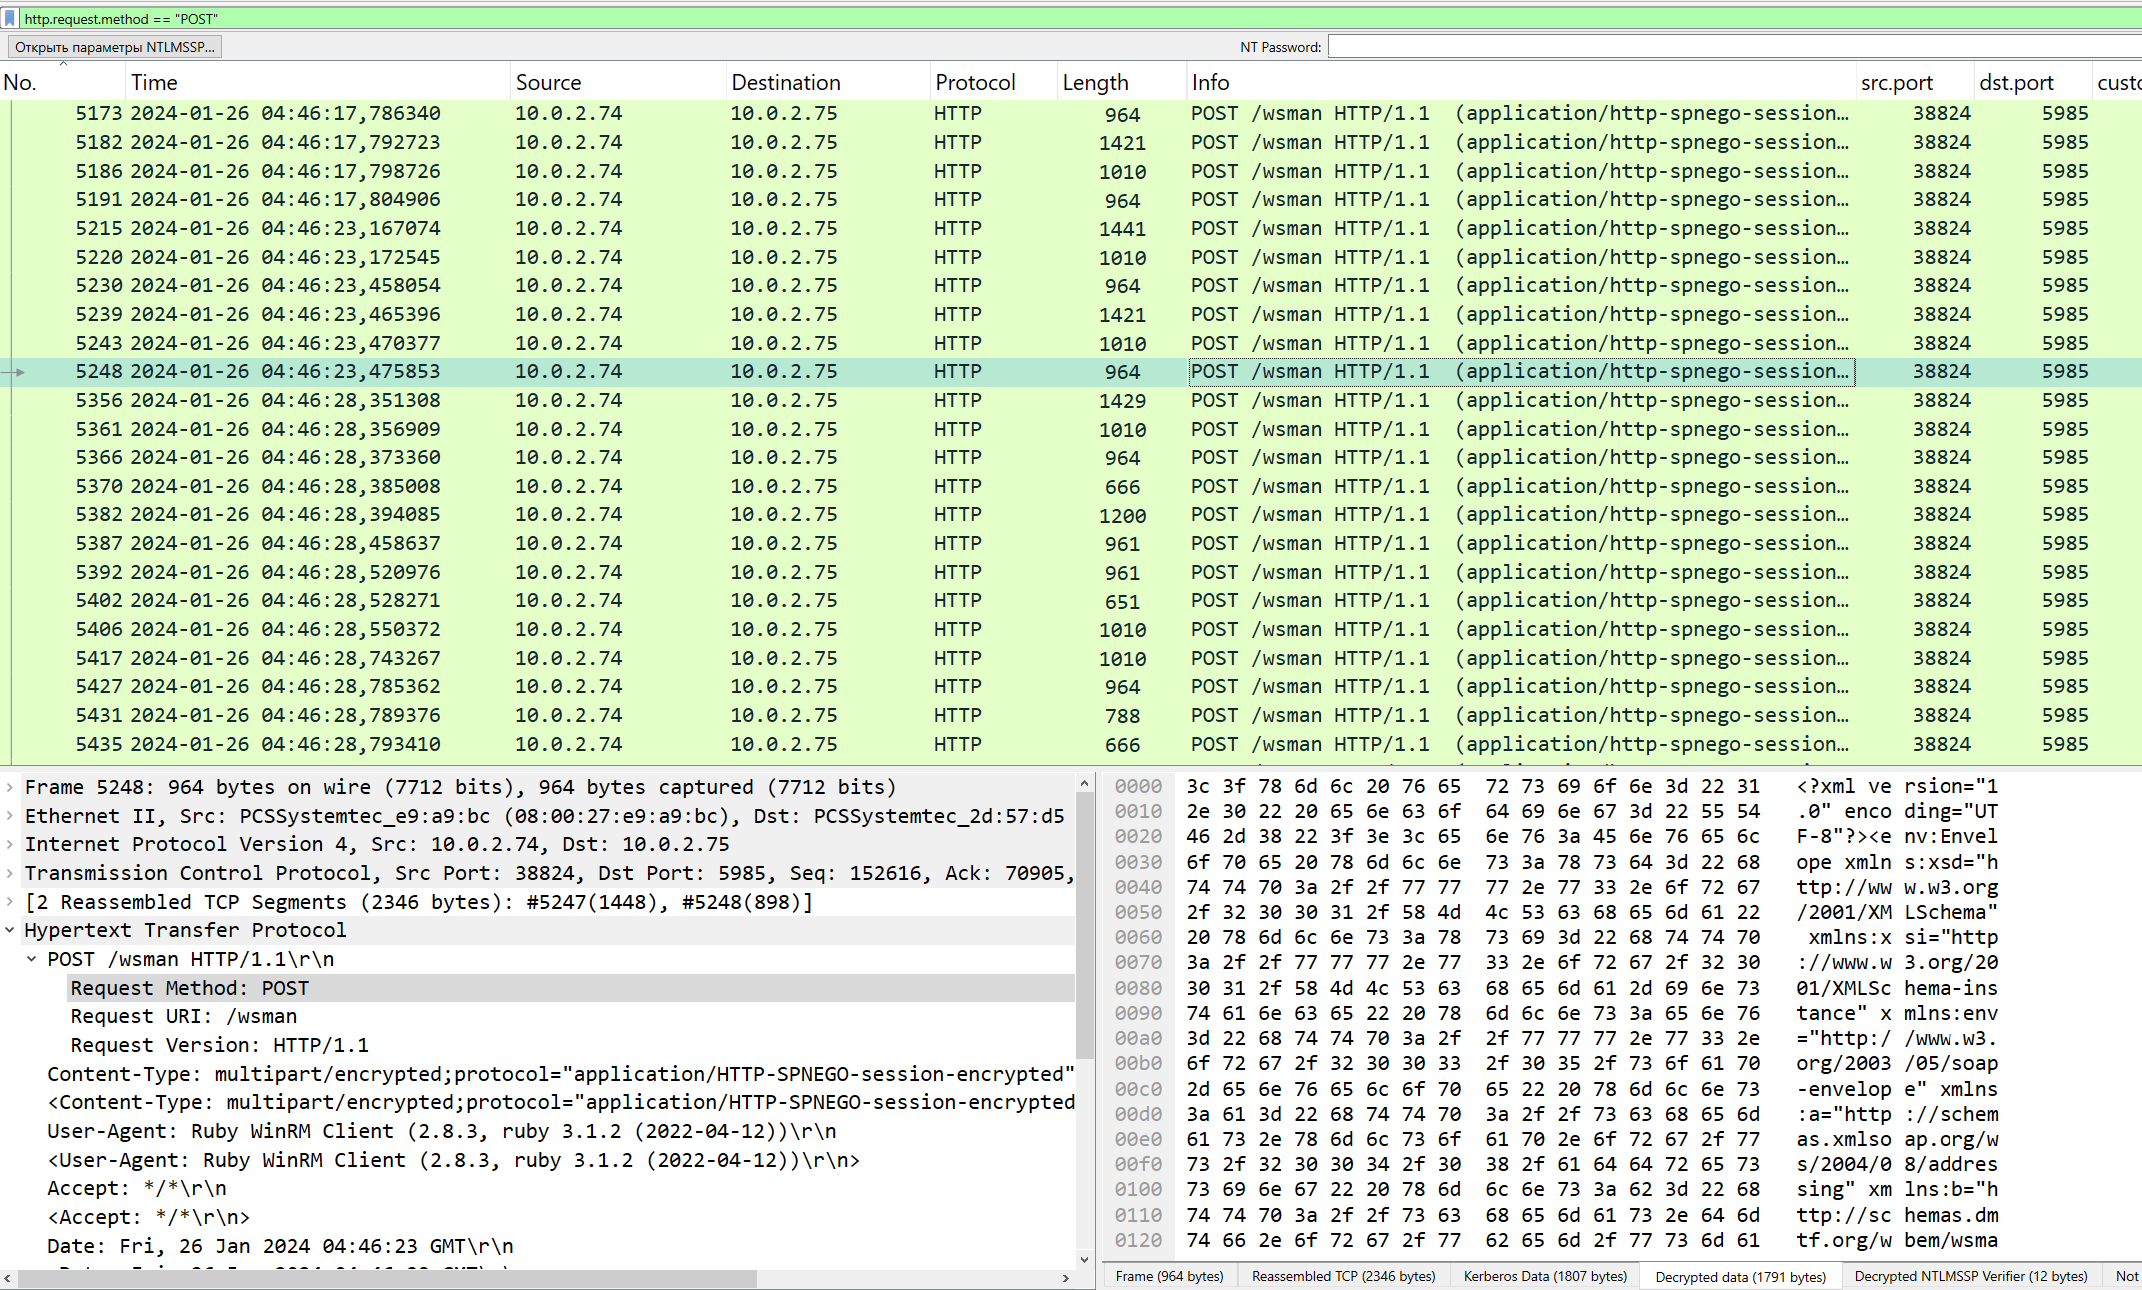 http.request.method == "POST"
Открыть параметры NTLMSSP...
NT Password:
No. Time Source Destination Protocol Length Info src.port dst.port custo
5173 2024-01-26 04:46:17,786340 10.0.2.74 10.0.2.75 HTTP 964 POST /wsman HTTP/1.1 (application/http-spnego-session… 38824 5985
5182 2024-01-26 04:46:17,792723 10.0.2.74 10.0.2.75 HTTP 1421 POST /wsman HTTP/1.1 (application/http-spnego-session… 38824 5985
5186 2024-01-26 04:46:17,798726 10.0.2.74 10.0.2.75 HTTP 1010 POST /wsman HTTP/1.1 (application/http-spnego-session… 38824 5985
5191 2024-01-26 04:46:17,804906 10.0.2.74 10.0.2.75 HTTP 964 POST /wsman HTTP/1.1 (application/http-spnego-session… 38824 5985
5215 2024-01-26 04:46:23,167074 10.0.2.74 10.0.2.75 HTTP 1441 POST /wsman HTTP/1.1 (application/http-spnego-session… 38824 5985
5220 2024-01-26 04:46:23,172545 10.0.2.74 10.0.2.75 HTTP 1010 POST /wsman HTTP/1.1 (application/http-spnego-session… 38824 5985
5230 2024-01-26 04:46:23,458054 10.0.2.74 10.0.2.75 HTTP 964 POST /wsman HTTP/1.1 (application/http-spnego-session… 38824 5985
5239 2024-01-26 04:46:23,465396 10.0.2.74 10.0.2.75 HTTP 1421 POST /wsman HTTP/1.1 (application/http-spnego-session… 38824 5985
5243 2024-01-26 04:46:23,470377 10.0.2.74 10.0.2.75 HTTP 1010 POST /wsman HTTP/1.1 (application/http-spnego-session… 38824 5985
5248 2024-01-26 04:46:23,475853 10.0.2.74 10.0.2.75 HTTP 964 POST /wsman HTTP/1.1 (application/http-spnego-session… 38824 5985
5356 2024-01-26 04:46:28,351308 10.0.2.74 10.0.2.75 HTTP 1429 POST /wsman HTTP/1.1 (application/http-spnego-session… 38824 5985
5361 2024-01-26 04:46:28,356909 10.0.2.74 10.0.2.75 HTTP 1010 POST /wsman HTTP/1.1 (application/http-spnego-session… 38824 5985
5366 2024-01-26 04:46:28,373360 10.0.2.74 10.0.2.75 HTTP 964 POST /wsman HTTP/1.1 (application/http-spnego-session… 38824 5985
5370 2024-01-26 04:46:28,385008 10.0.2.74 10.0.2.75 HTTP 666 POST /wsman HTTP/1.1 (application/http-spnego-session… 38824 5985
5382 2024-01-26 04:46:28,394085 10.0.2.74 10.0.2.75 HTTP 1200 POST /wsman HTTP/1.1 (application/http-spnego-session… 38824 5985
5387 2024-01-26 04:46:28,458637 10.0.2.74 10.0.2.75 HTTP 961 POST /wsman HTTP/1.1 (application/http-spnego-session… 38824 5985
5392 2024-01-26 04:46:28,520976 10.0.2.74 10.0.2.75 HTTP 961 POST /wsman HTTP/1.1 (application/http-spnego-session… 38824 5985
5402 2024-01-26 04:46:28,528271 10.0.2.74 10.0.2.75 HTTP 651 POST /wsman HTTP/1.1 (application/http-spnego-session… 38824 5985
5406 2024-01-26 04:46:28,550372 10.0.2.74 10.0.2.75 HTTP 1010 POST /wsman HTTP/1.1 (application/http-spnego-session… 38824 5985
5417 2024-01-26 04:46:28,743267 10.0.2.74 10.0.2.75 HTTP 1010 POST /wsman HTTP/1.1 (application/http-spnego-session… 38824 5985
5427 2024-01-26 04:46:28,785362 10.0.2.74 10.0.2.75 HTTP 964 POST /wsman HTTP/1.1 (application/http-spnego-session… 38824 5985
5431 2024-01-26 04:46:28,789376 10.0.2.74 10.0.2.75 HTTP 788 POST /wsman HTTP/1.1 (application/http-spnego-session… 38824 5985
5435 2024-01-26 04:46:28,793410 10.0.2.74 10.0.2.75 HTTP 666 POST /wsman HTTP/1.1 (application/http-spnego-session… 38824 5985
Frame 5248: 964 bytes on wire (7712 bits), 964 bytes captured (7712 bits)
Ethernet II, Src: PCSSystemtec_e9:a9:bc (08:00:27:e9:a9:bc), Dst: PCSSystemtec_2d:57:d5
Internet Protocol Version 4, Src: 10.0.2.74, Dst: 10.0.2.75
Transmission Control Protocol, Src Port: 38824, Dst Port: 5985, Seq: 152616, Ack: 70905,
[2 Reassembled TCP Segments (2346 bytes): #5247(1448), #5248(898)]
Hypertext Transfer Protocol
POST /wsman HTTP/1.1\r\n
Request Method: POST
Request URI: /wsman
Request Version: HTTP/1.1
Content-Type: multipart/encrypted;protocol="application/HTTP-SPNEGO-session-encrypted"
<Content-Type: multipart/encrypted;protocol="application/HTTP-SPNEGO-session-encrypted
User-Agent: Ruby WinRM Client (2.8.3, ruby 3.1.2 (2022-04-12))\r\n
<User-Agent: Ruby WinRM Client (2.8.3, ruby 3.1.2 (2022-04-12))\r\n>
Accept: */*\r\n
<Accept: */*\r\n>
Date: Fri, 26 Jan 2024 04:46:23 GMT\r\n
0000 3c 3f 78 6d 6c 20 76 65 72 73 69 6f 6e 3d 22 31 <?xml ve rsion="1
0010 2e 30 22 20 65 6e 63 6f 64 69 6e 67 3d 22 55 54 .0" enco ding="UT
0020 46 2d 38 22 3f 3e 3c 65 6e 76 3a 45 6e 76 65 6c F-8"?><e nv:Envel
0030 6f 70 65 20 78 6d 6c 6e 73 3a 78 73 64 3d 22 68 ope xmln s:xsd="h
0040 74 74 70 3a 2f 2f 77 77 77 2e 77 33 2e 6f 72 67 ttp://ww w.w3.org
0050 2f 32 30 30 31 2f 58 4d 4c 53 63 68 65 6d 61 22 /2001/XM LSchema"
0060 20 78 6d 6c 6e 73 3a 78 73 69 3d 22 68 74 74 70 xmlns:x si="http
0070 3a 2f 2f 77 77 77 2e 77 33 2e 6f 72 67 2f 32 30 ://www.w 3.org/20
0080 30 31 2f 58 4d 4c 53 63 68 65 6d 61 2d 69 6e 73 01/XMLSc hema-ins
0090 74 61 6e 63 65 22 20 78 6d 6c 6e 73 3a 65 6e 76 tance" x mlns:env
00a0 3d 22 68 74 74 70 3a 2f 2f 77 77 77 2e 77 33 2e ="http:/ /www.w3.
00b0 6f 72 67 2f 32 30 30 33 2f 30 35 2f 73 6f 61 70 org/2003 /05/soap
00c0 2d 65 6e 76 65 6c 6f 70 65 22 20 78 6d 6c 6e 73 -envelop e" xmlns
00d0 3a 61 3d 22 68 74 74 70 3a 2f 2f 73 63 68 65 6d :a="http ://schem
00e0 61 73 2e 78 6d 6c 73 6f 61 70 2e 6f 72 67 2f 77 as.xmlso ap.org/w
00f0 73 2f 32 30 30 34 2f 30 38 2f 61 64 64 72 65 73 s/2004/0 8/addres
0100 73 69 6e 67 22 20 78 6d 6c 6e 73 3a 62 3d 22 68 sing" xm lns:b="h
0110 74 74 70 3a 2f 2f 73 63 68 65 6d 61 73 2e 64 6d ttp://sc hemas.dm
0120 74 66 2e 6f 72 67 2f 77 62 65 6d 2f 77 73 6d 61 tf.org/w bem/wsma
Frame (964 bytes) Reassembled TCP (2346 bytes) Kerberos Data (1807 bytes) Decrypted data (1791 bytes) Decrypted NTLMSSP Verifier (12 bytes) Not